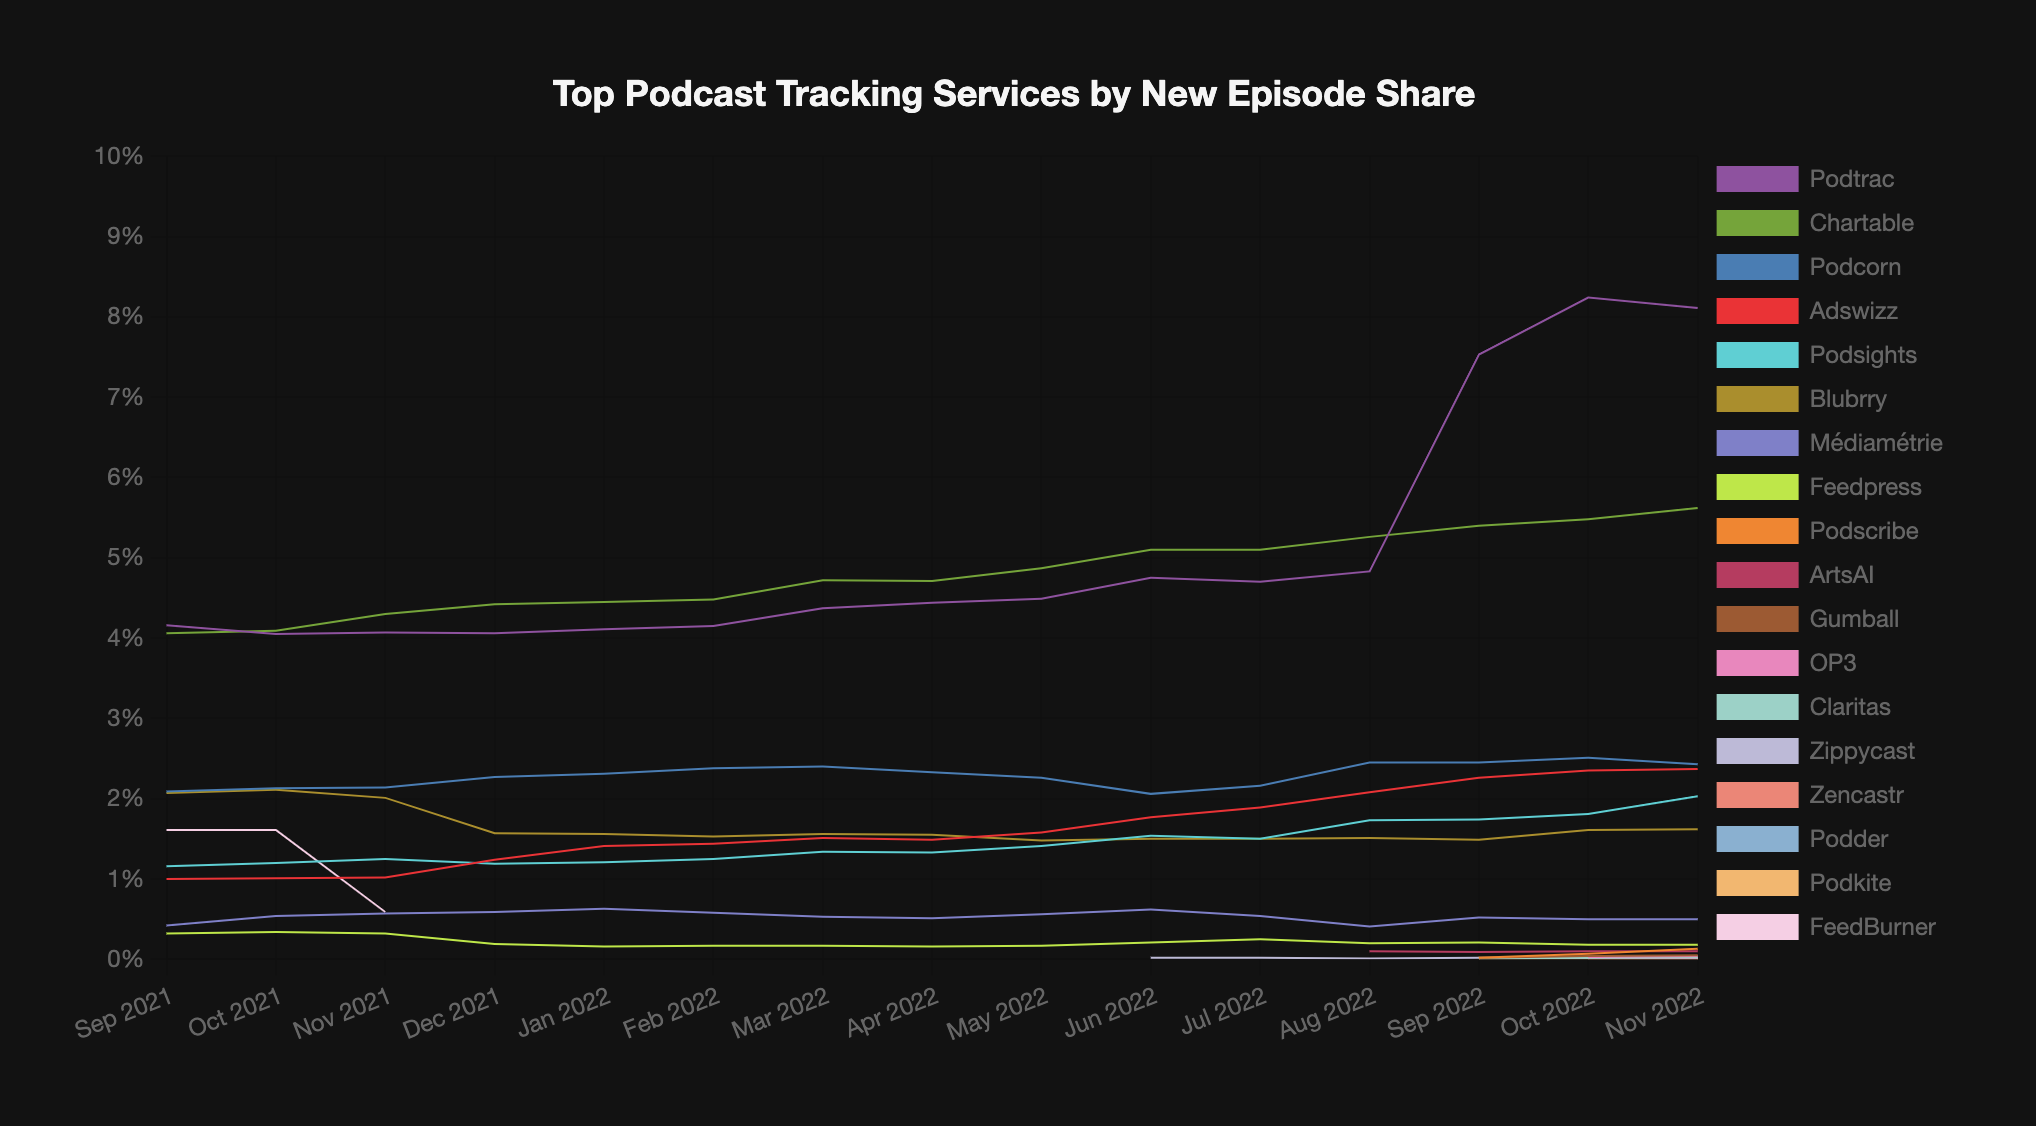 Top Podcast Tracking Services by New Episode Share
10%
9%
8%
7%
6%
5%
4%
3%
2%
1%
0%
Sep 2021
Oct 2021
Nov 2021
Dec 2021
Jan 2022
Feb 2022
Mar 2022
Apr 2022
May 2022
Jun 2022
Jul 2022
Aug 2022
Sep 2022
Oct 2022
Nov 2022
Podtrac
Chartable
Podcorn
Adswizz
Podsights
Blubrry
Médiamétrie
Feedpress
Podscribe
ArtsAI
Gumball
OP3
Claritas
Zippycast
Zencastr
Podder
Podkite
FeedBurner